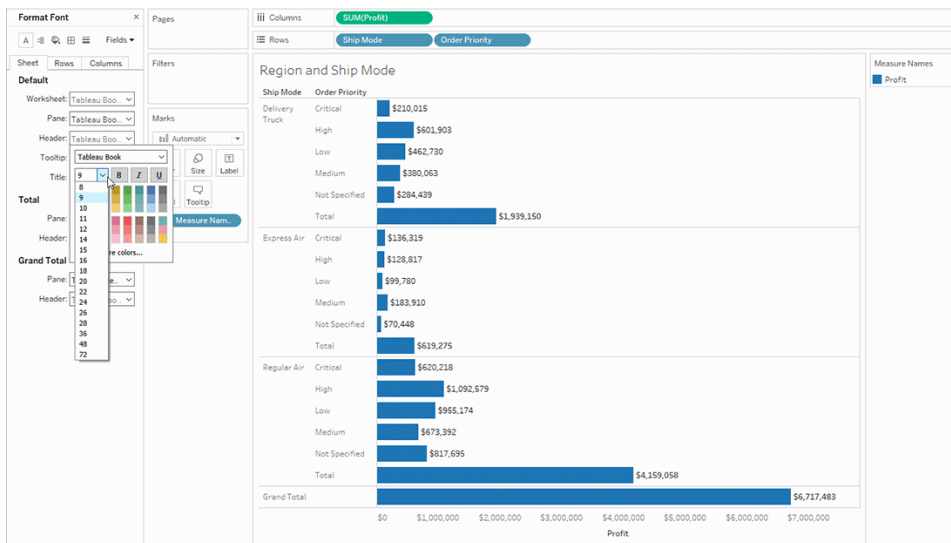 Format Font ×
A Fields ▾
Sheet Rows Columns
Default
Worksheet: Tableau Boo..
Pane: Tableau Boo..
Header: Tableau Boo..
Tooltip: Tableau Book
Title: 9 B I U
8
9
10
11
12
14
15
16
18
20
22
24
26
28
36
48
72
re colors...
Total
Pane:
Header:
Grand Total
Pane:
Header:
Pages
Filters
Marks
Automatic
Size Label
Tooltip
Measure Nam..
Columns SUM(Profit)
Rows Ship Mode Order Priority
Region and Ship Mode
Ship Mode Order Priority
Delivery Truck Critical $210,015
High $601,903
Low $462,730
Medium $380,063
Not Specified $284,439
Total $1,939,150
Express Air Critical $136,319
High $128,817
Low $99,780
Medium $183,910
Not Specified $70,448
Total $619,275
Regular Air Critical $620,218
High $1,092,579
Low $955,174
Medium $673,392
Not Specified $817,695
Total $4,159,058
Grand Total $6,717,483
$0 $1,000,000 $2,000,000 $3,000,000 $4,000,000 $5,000,000 $6,000,000 $7,000,000
Profit
Measure Names
Profit